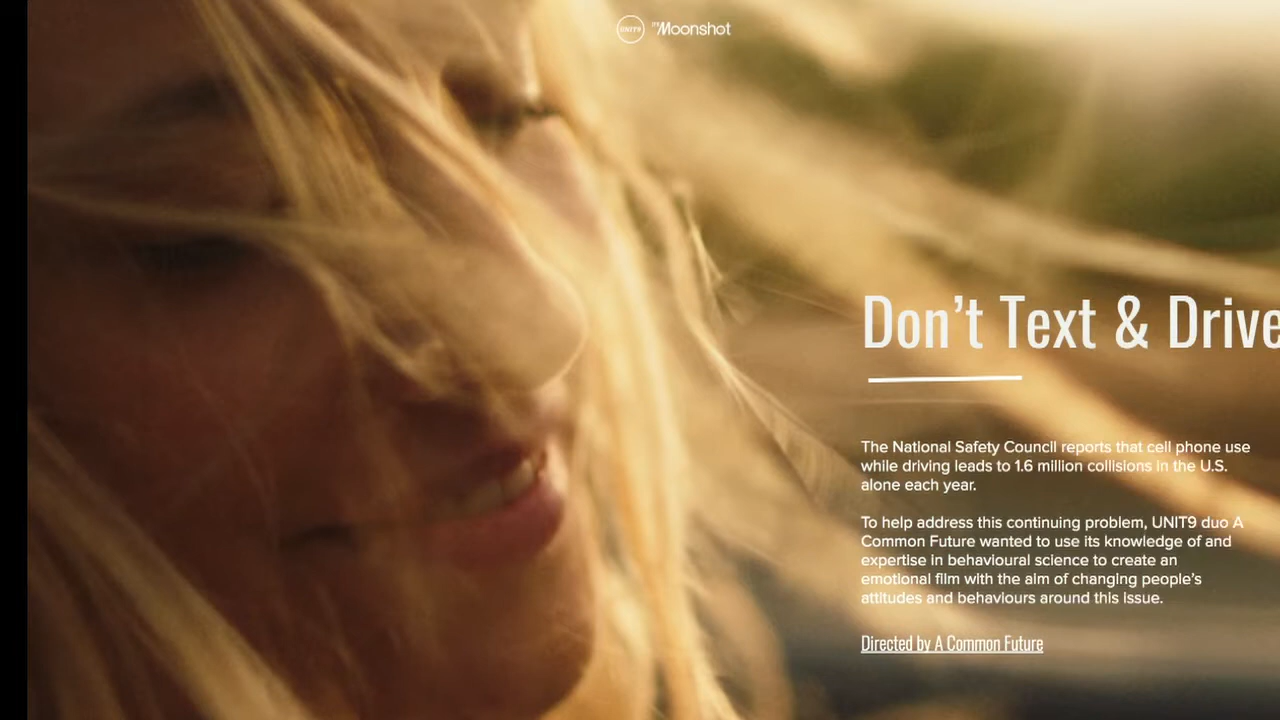 UNIT9
THE Moonshot
Don't Text & Drive
The National Safety Council reports that cell phone use
while driving leads to 1.6 million collisions in the U.S.
alone each year.
To help address this continuing problem, UNIT9 duo A
Common Future wanted to use its knowledge of and
expertise in behavioural science to create an
emotional film with the aim of changing people's
attitudes and behaviours around this issue.
Directed by A Common Future